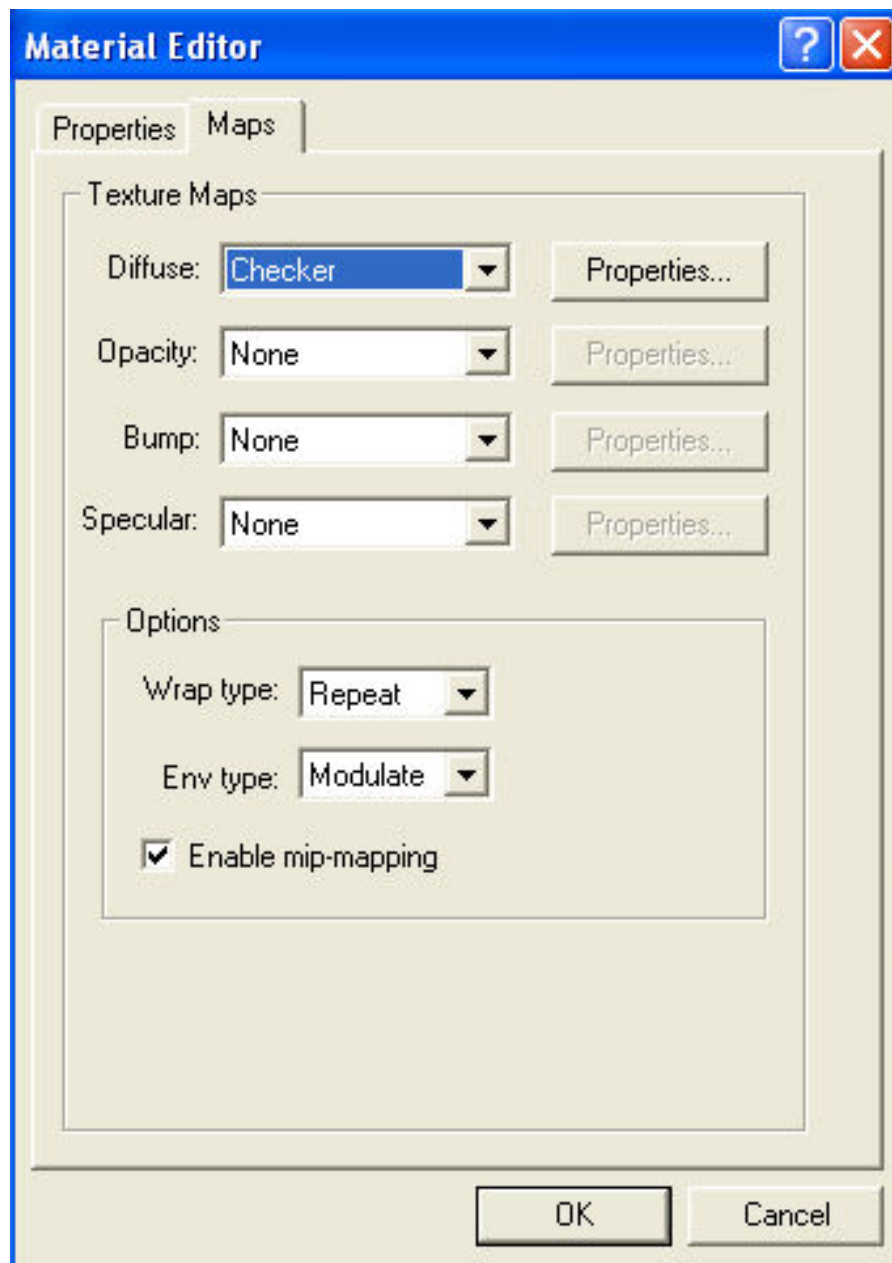 Material Editor
Properties Maps
Texture Maps
Diffuse: Checker Properties...
Opacity: None Properties...
Bump: None Properties...
Specular: None Properties...
Options
Wrap type: Repeat
Env type: Modulate
Enable mip-mapping
OK Cancel